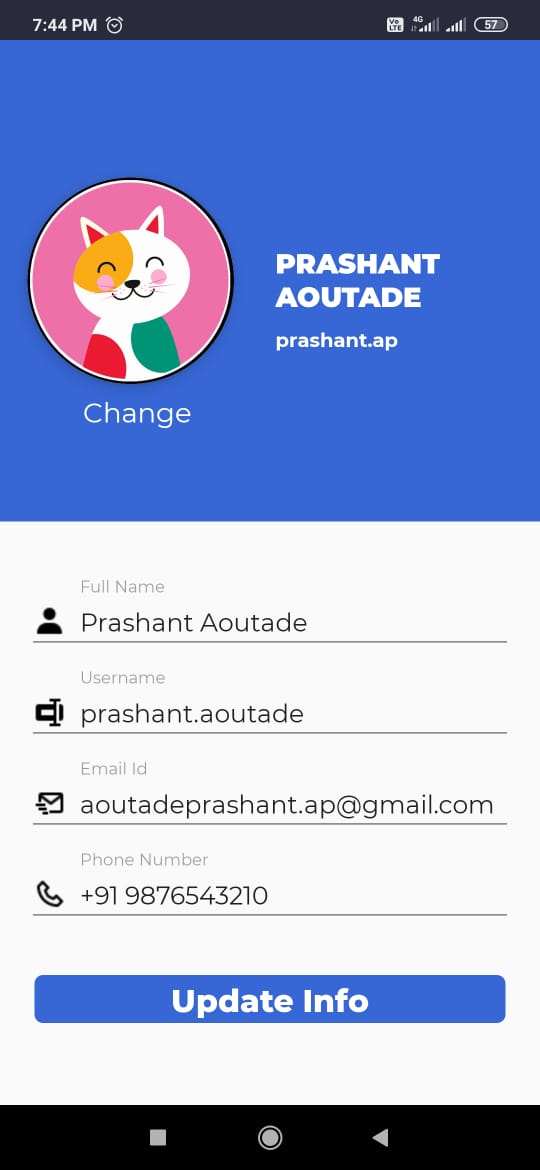 7:44 PM
Vo LTE 4G 57
PRASHANT
AOUTADE
prashant.ap
Change
Full Name
Prashant Aoutade
Username
prashant.aoutade
Email Id
aoutadeprashant.ap@gmail.com
Phone Number
+91 9876543210
Update Info